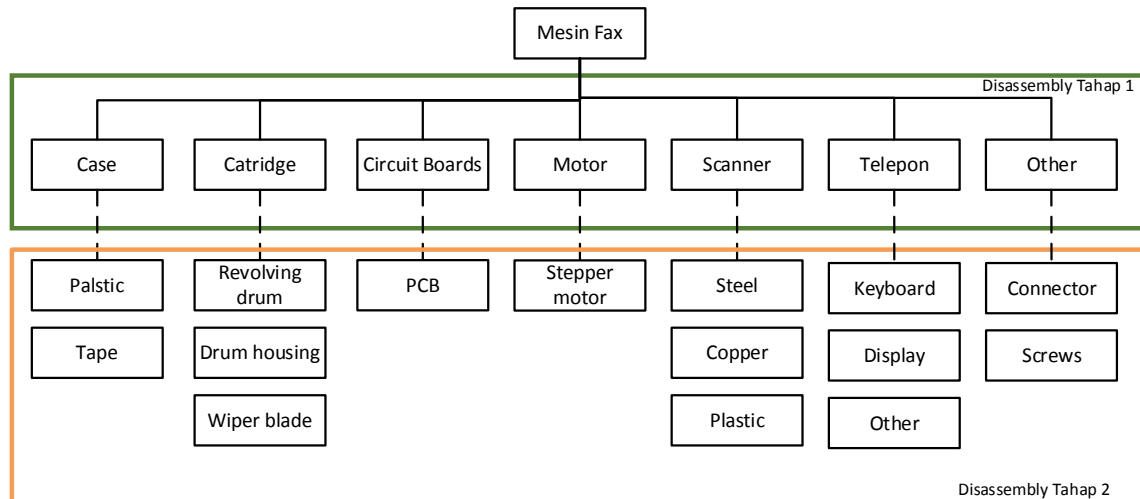 Mesin Fax
Disassembly Tahap 1
Case
Catridge
Circuit Boards
Motor
Scanner
Telepon
Other
Palstic
Revolving
drum
PCB
Stepper
motor
Steel
Keyboard
Connector
Tape
Drum housing
Copper
Display
Screws
Wiper blade
Plastic
Other
Disassembly Tahap 2